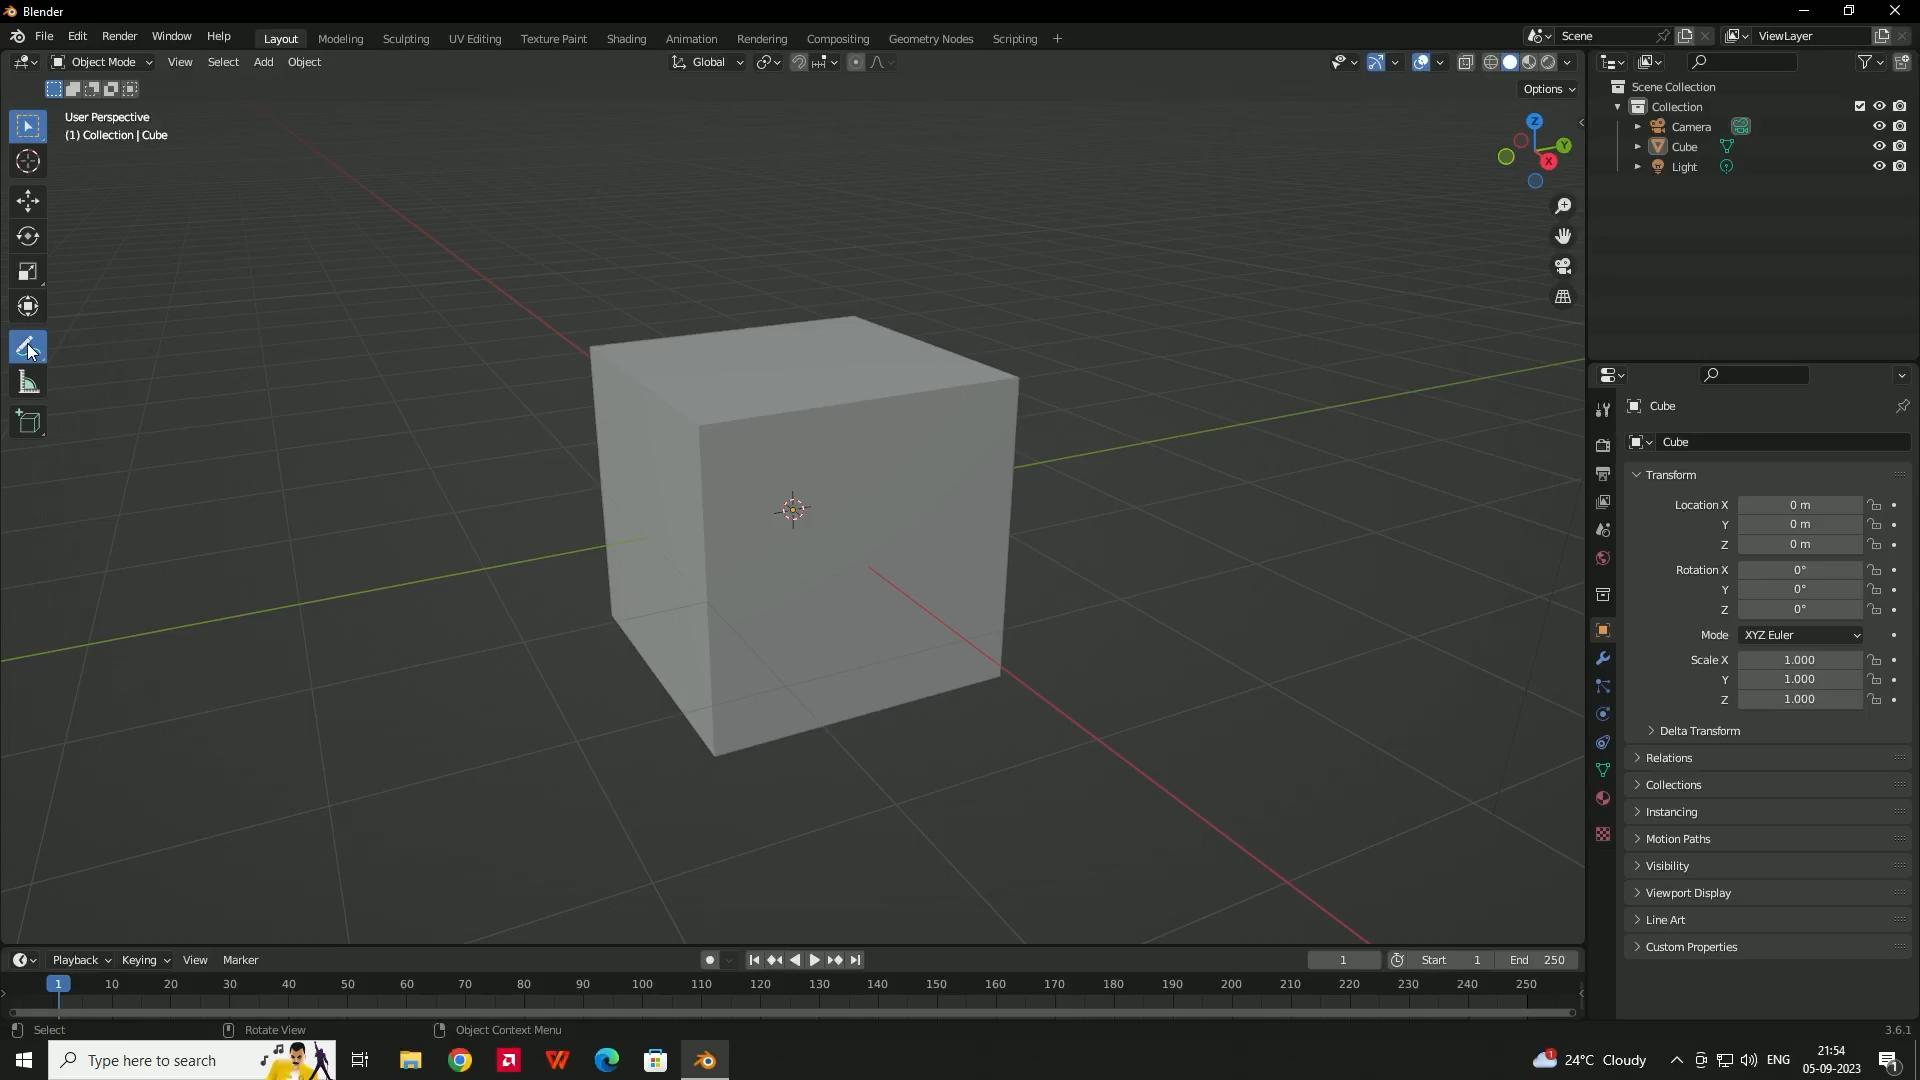 Blender
File Edit Render Window Help Layout Modeling Sculpting UV Editing Texture Paint Shading Animation Rendering Compositing Geometry Nodes Scripting + Scene ViewLayer
Object Mode View Select Add Object Global
Options
User Perspective
(1) Collection | Cube
Z
Y
X
Scene Collection
Collection
Camera
Cube
Light
Cube
Cube
Transform
Location X 0 m
Y 0 m
Z 0 m
Rotation X 0°
Y 0°
Z 0°
Mode XYZ Euler
Scale X 1.000
Y 1.000
Z 1.000
Delta Transform
Relations
Collections
Instancing
Motion Paths
Visibility
Viewport Display
Line Art
Custom Properties
Playback Keying View Marker 1 Start 1 End 250
1 10 20 30 40 50 60 70 80 90 100 110 120 130 140 150 160 170 180 190 200 210 220 230 240 250
Select Rotate View Object Context Menu 3.6.1
Type here to search 1 24°C Cloudy ENG 21:54
05-09-2023 1